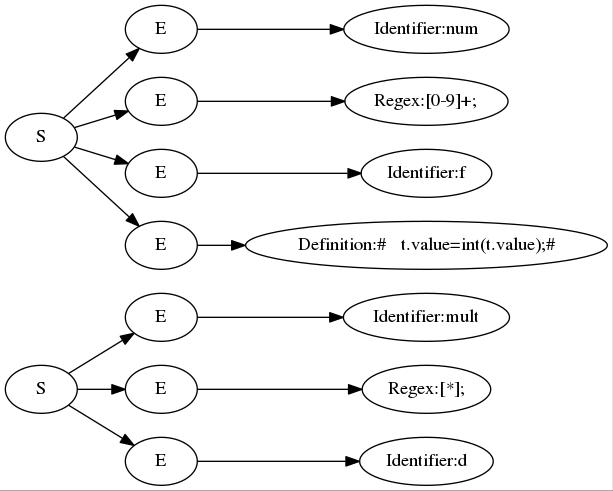 E
Identifier:num
E
Regex:[0-9]+;
S
E
Identifier:f
E
Definition:#   t.value=int(t.value);#
E
Identifier:mult
S
E
Regex:[*];
E
Identifier:d